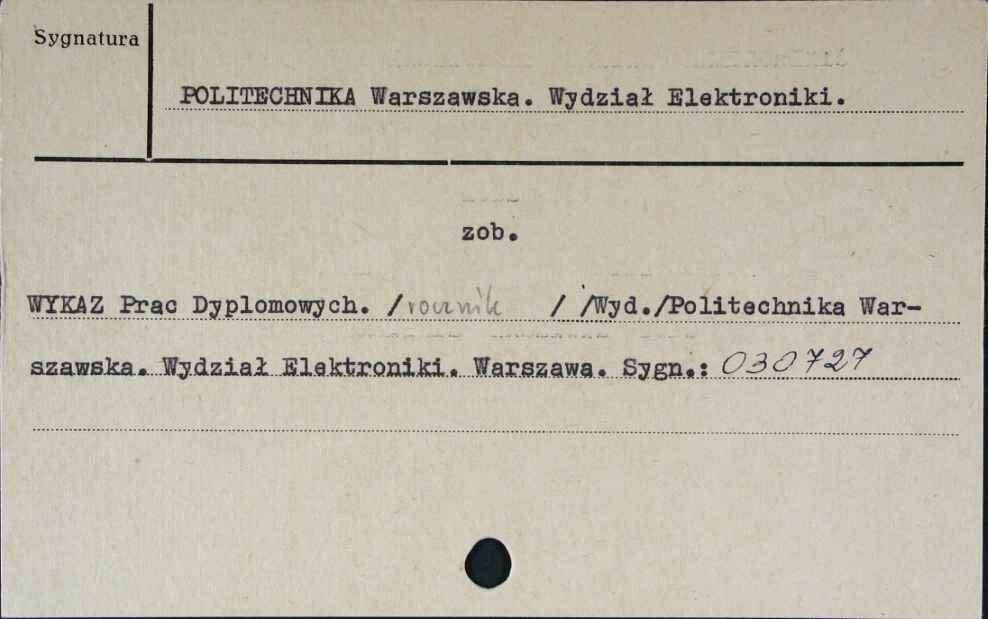 Sygnatura
POLITECHNIKA Warszawska. Wydział Elektroniki.
zob.
WYKAZ Prac Dyplomowych. /rocznik / /Wyd./Politechnika War-
szawska. Wydział Elektroniki. Warszawa. Sygn.: 030727